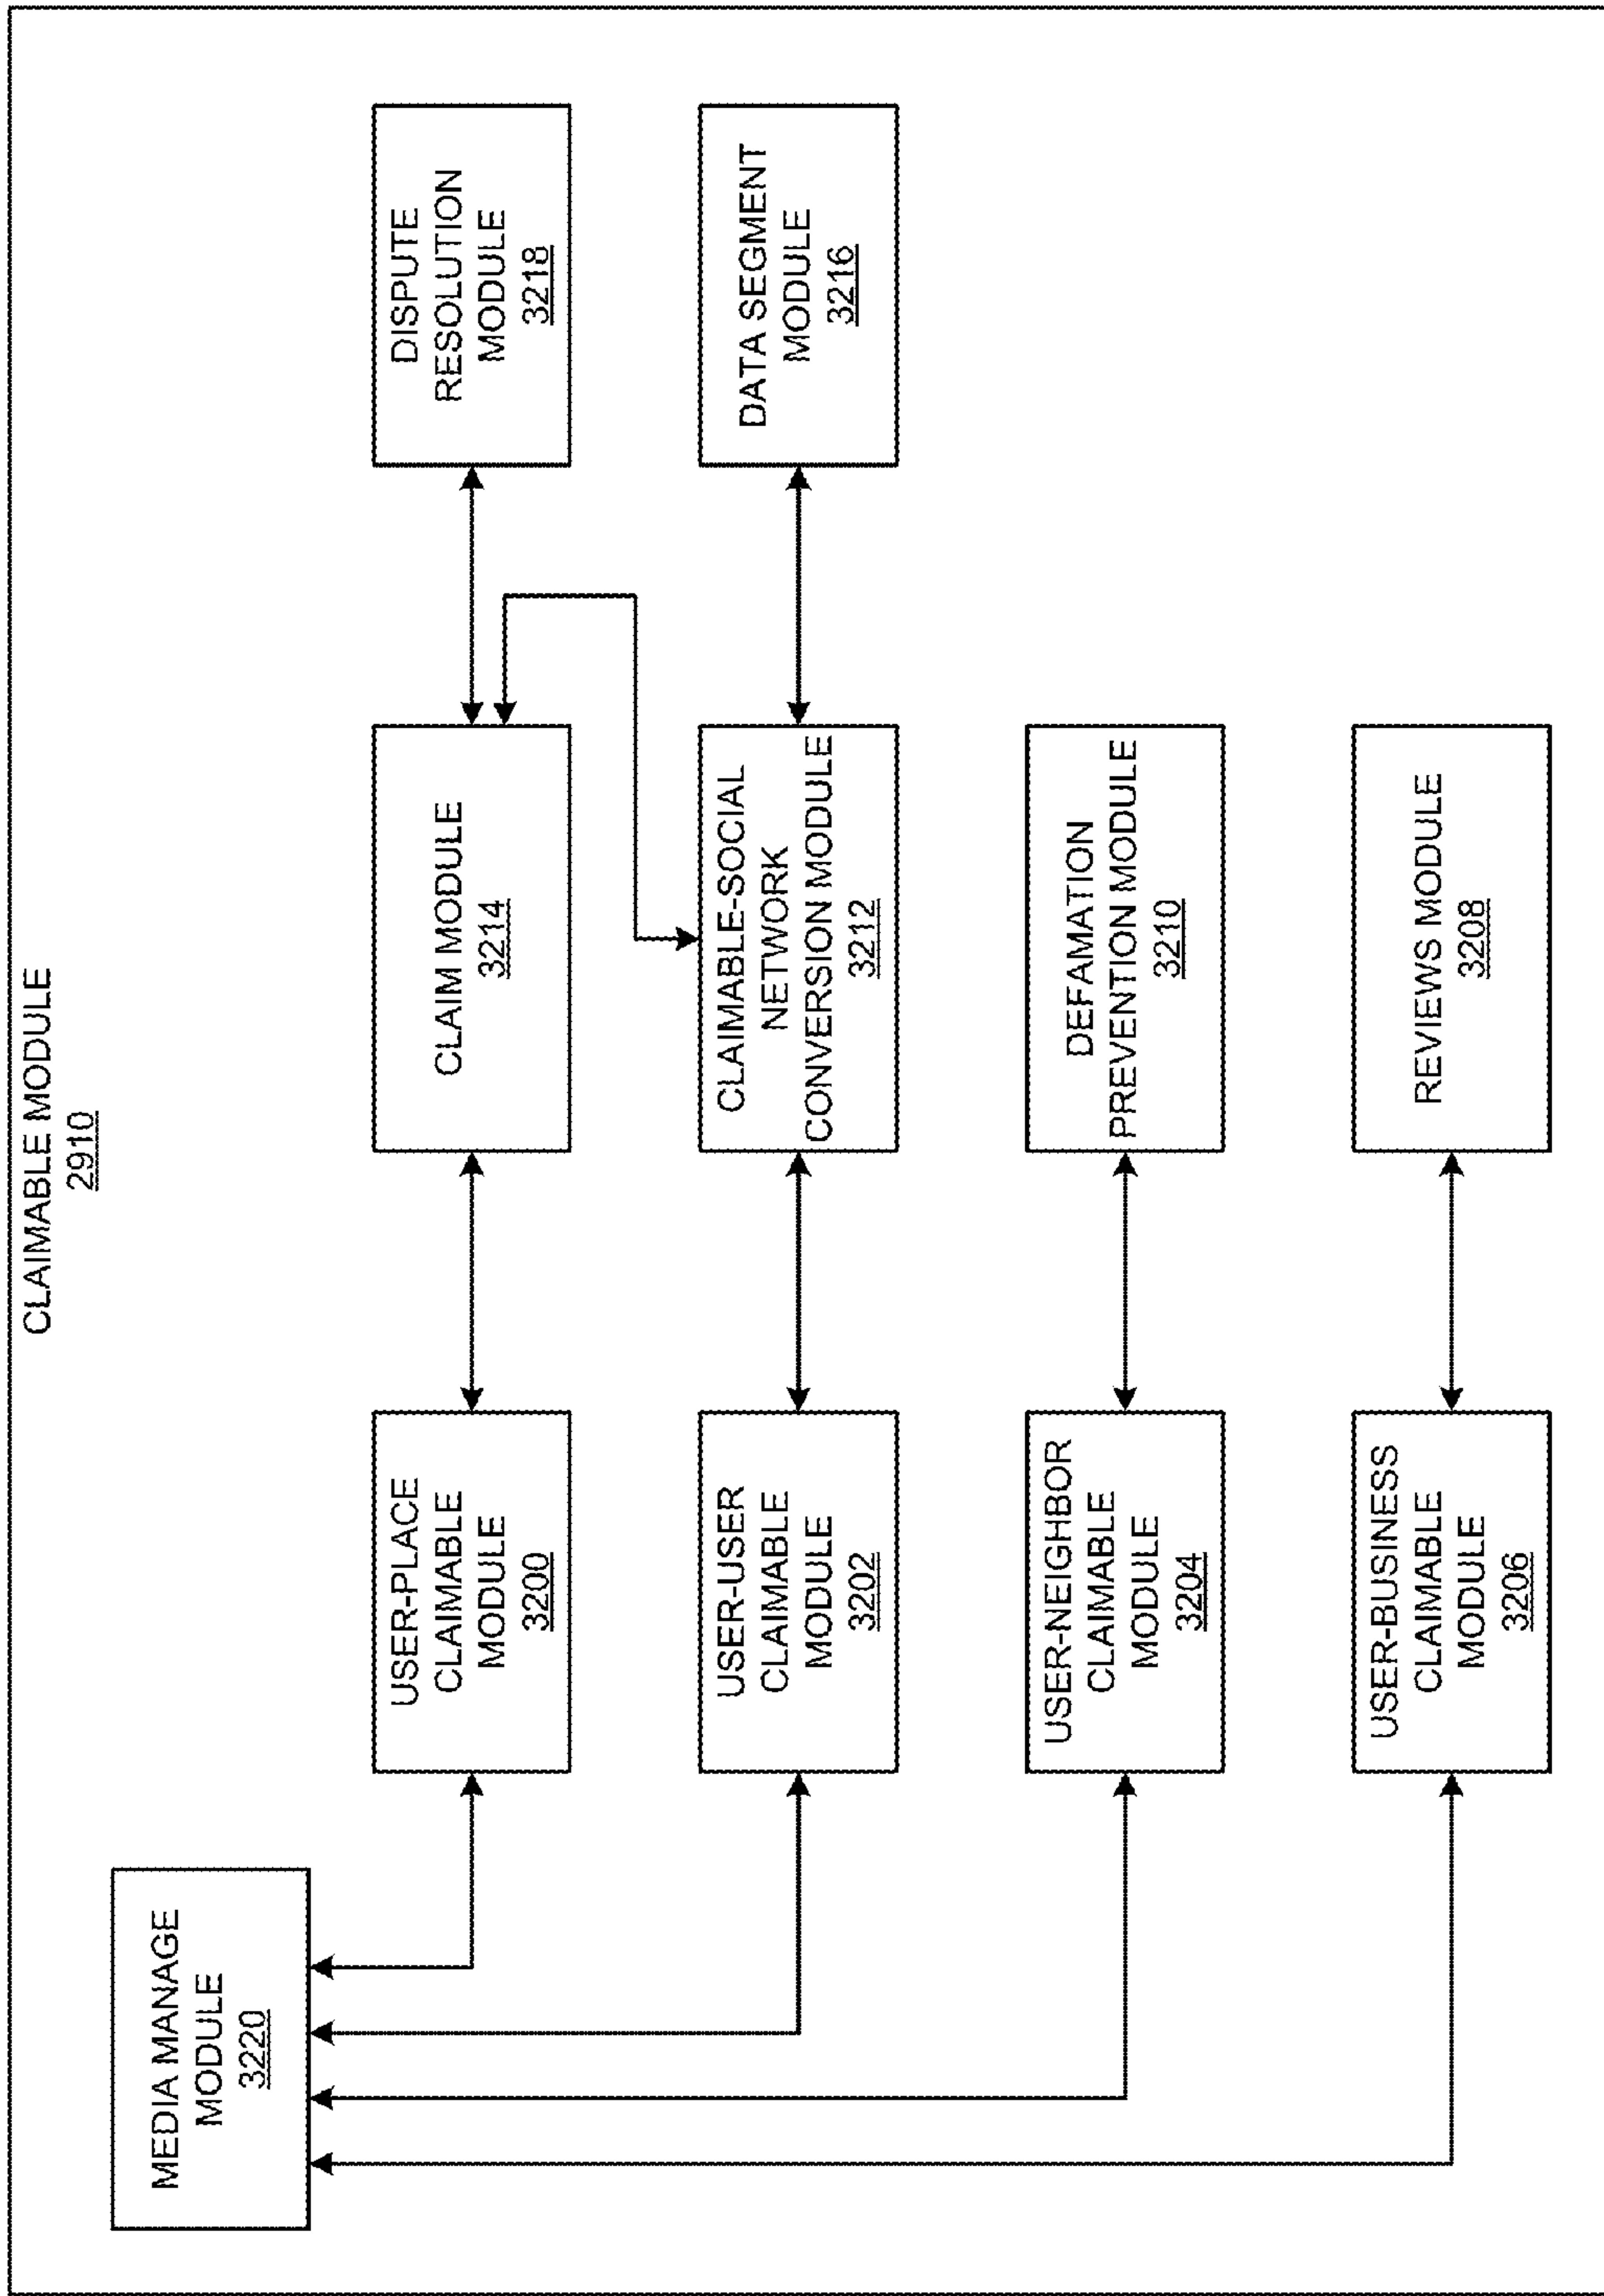 CLAIMABLE MODULE
2910
MEDIA MANAGE
MODULE
3220
USER-PLACE
CLAIMABLE
MODULE
3200
CLAIM MODULE
3214
DISPUTE
RESOLUTION
MODULE
3218
USER-USER
CLAIMABLE
MODULE
3202
CLAIMABLE-SOCIAL
NETWORK
CONVERSION MODULE
3212
DATA SEGMENT
MODULE
3216
USER-NEIGHBOR
CLAIMABLE
MODULE
3204
DEFAMATION
PREVENTION MODULE
3210
USER-BUSINESS
CLAIMABLE
MODULE
3206
REVIEWS MODULE
3208